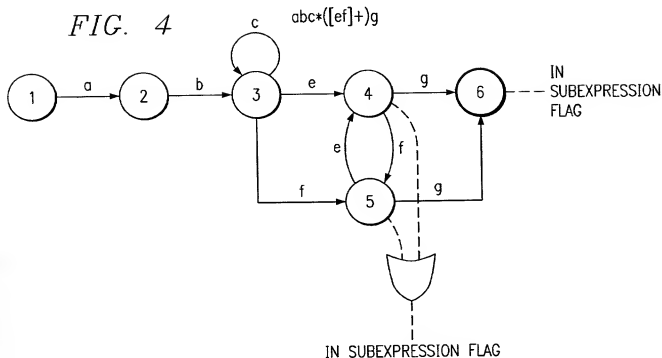 FIG. 4
abc*([ef]+)g
c
1
a
2
b
3
e
4
g
6
IN
SUBEXPRESSION
FLAG
e
f
f
5
g
IN SUBEXPRESSION FLAG